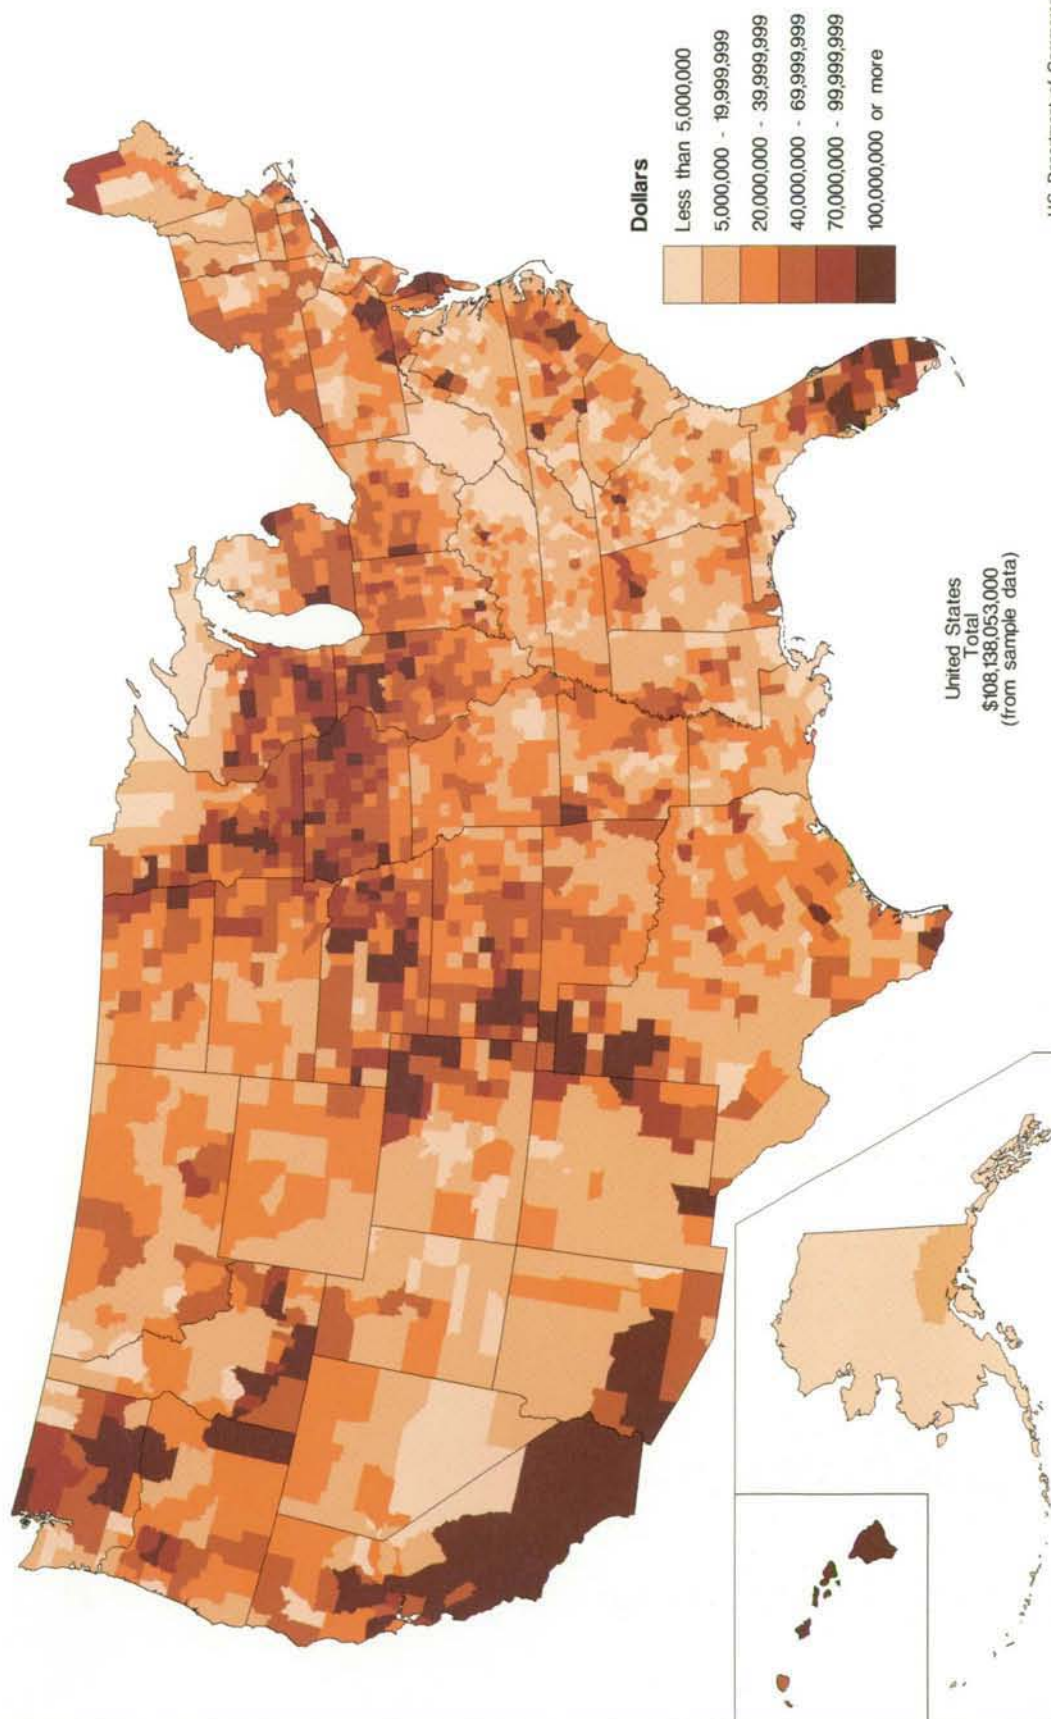 Dollars
Less than 5,000,000
5,000,000 - 19,999,999
20,000,000 - 39,999,999
40,000,000 - 69,999,999
70,000,000 - 99,999,999
100,000,000 or more
United States
Total
$108,138,053,000
(from sample data)